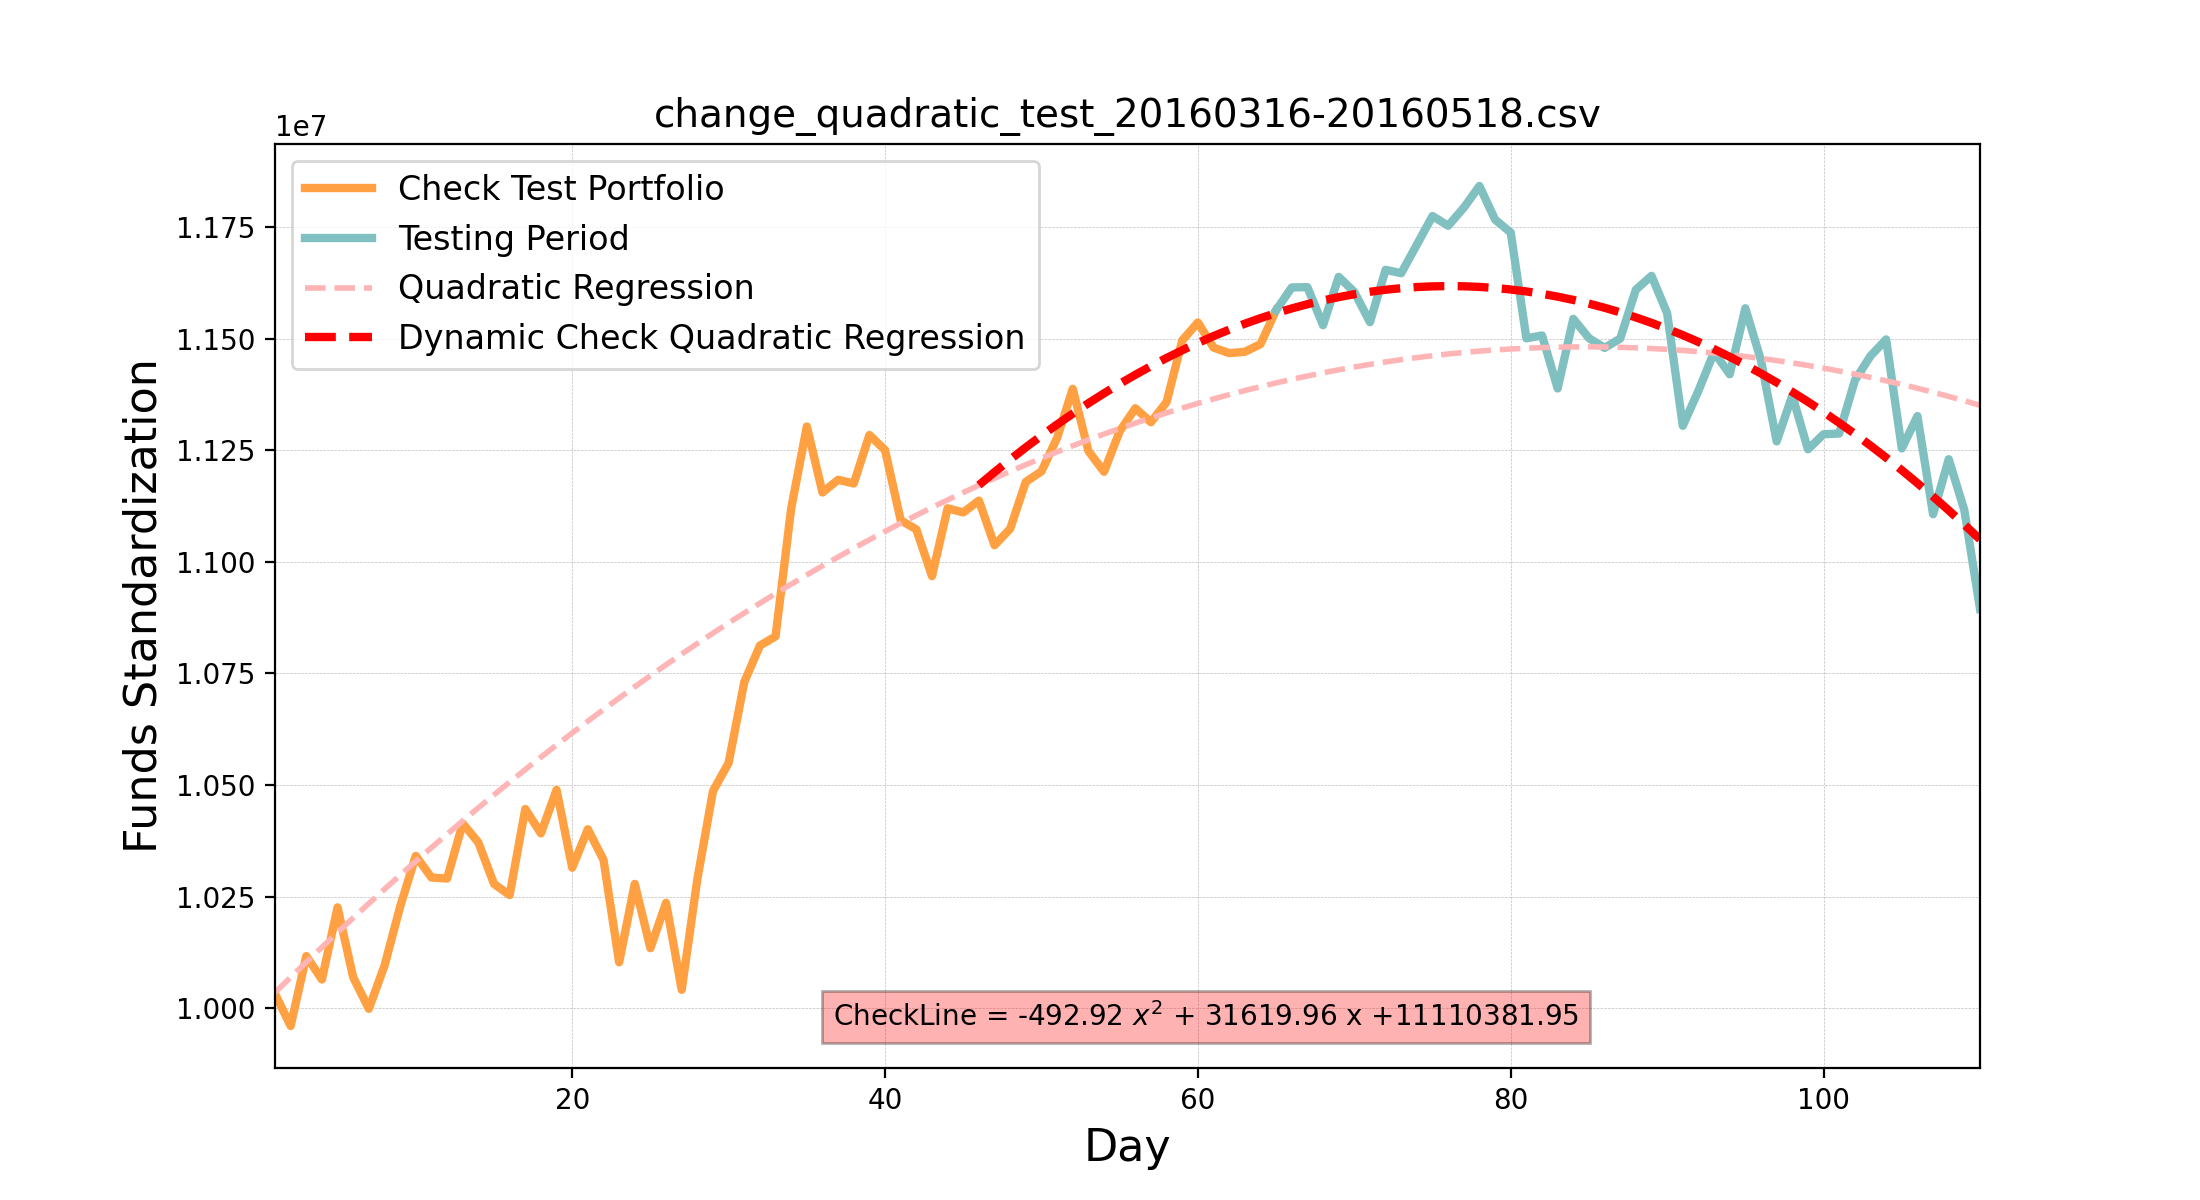 change_quadratic_test_20160316-20160518.csv
1e7
Check Test Portfolio
Testing Period
Quadratic Regression
Dynamic Check Quadratic Regression
1.175
1.150
1.125
1.100
1.075
1.050
1.025
1.000
Funds Standardization
CheckLine = -492.92 x² + 31619.96 x +11110381.95
20 40 60 80 100
Day